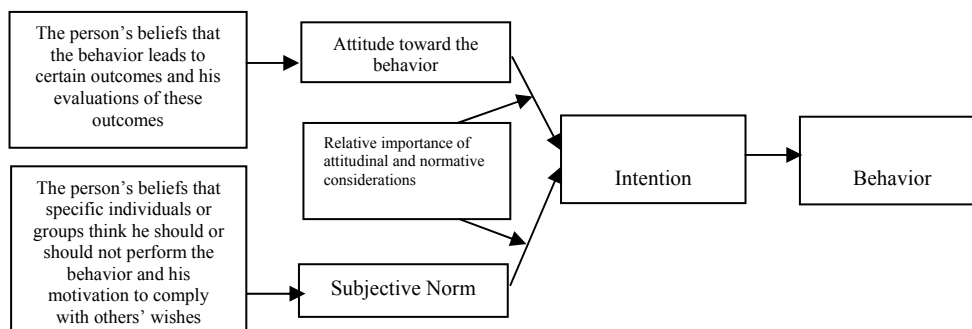 The person’s beliefs that
the behavior leads to
certain outcomes and his
evaluations of these
outcomes
Attitude toward the
behavior
Relative importance of
attitudinal and normative
considerations
Intention
Behavior
The person’s beliefs that
specific individuals or
groups think he should or
should not perform the
behavior and his
motivation to comply
with others’ wishes
Subjective Norm